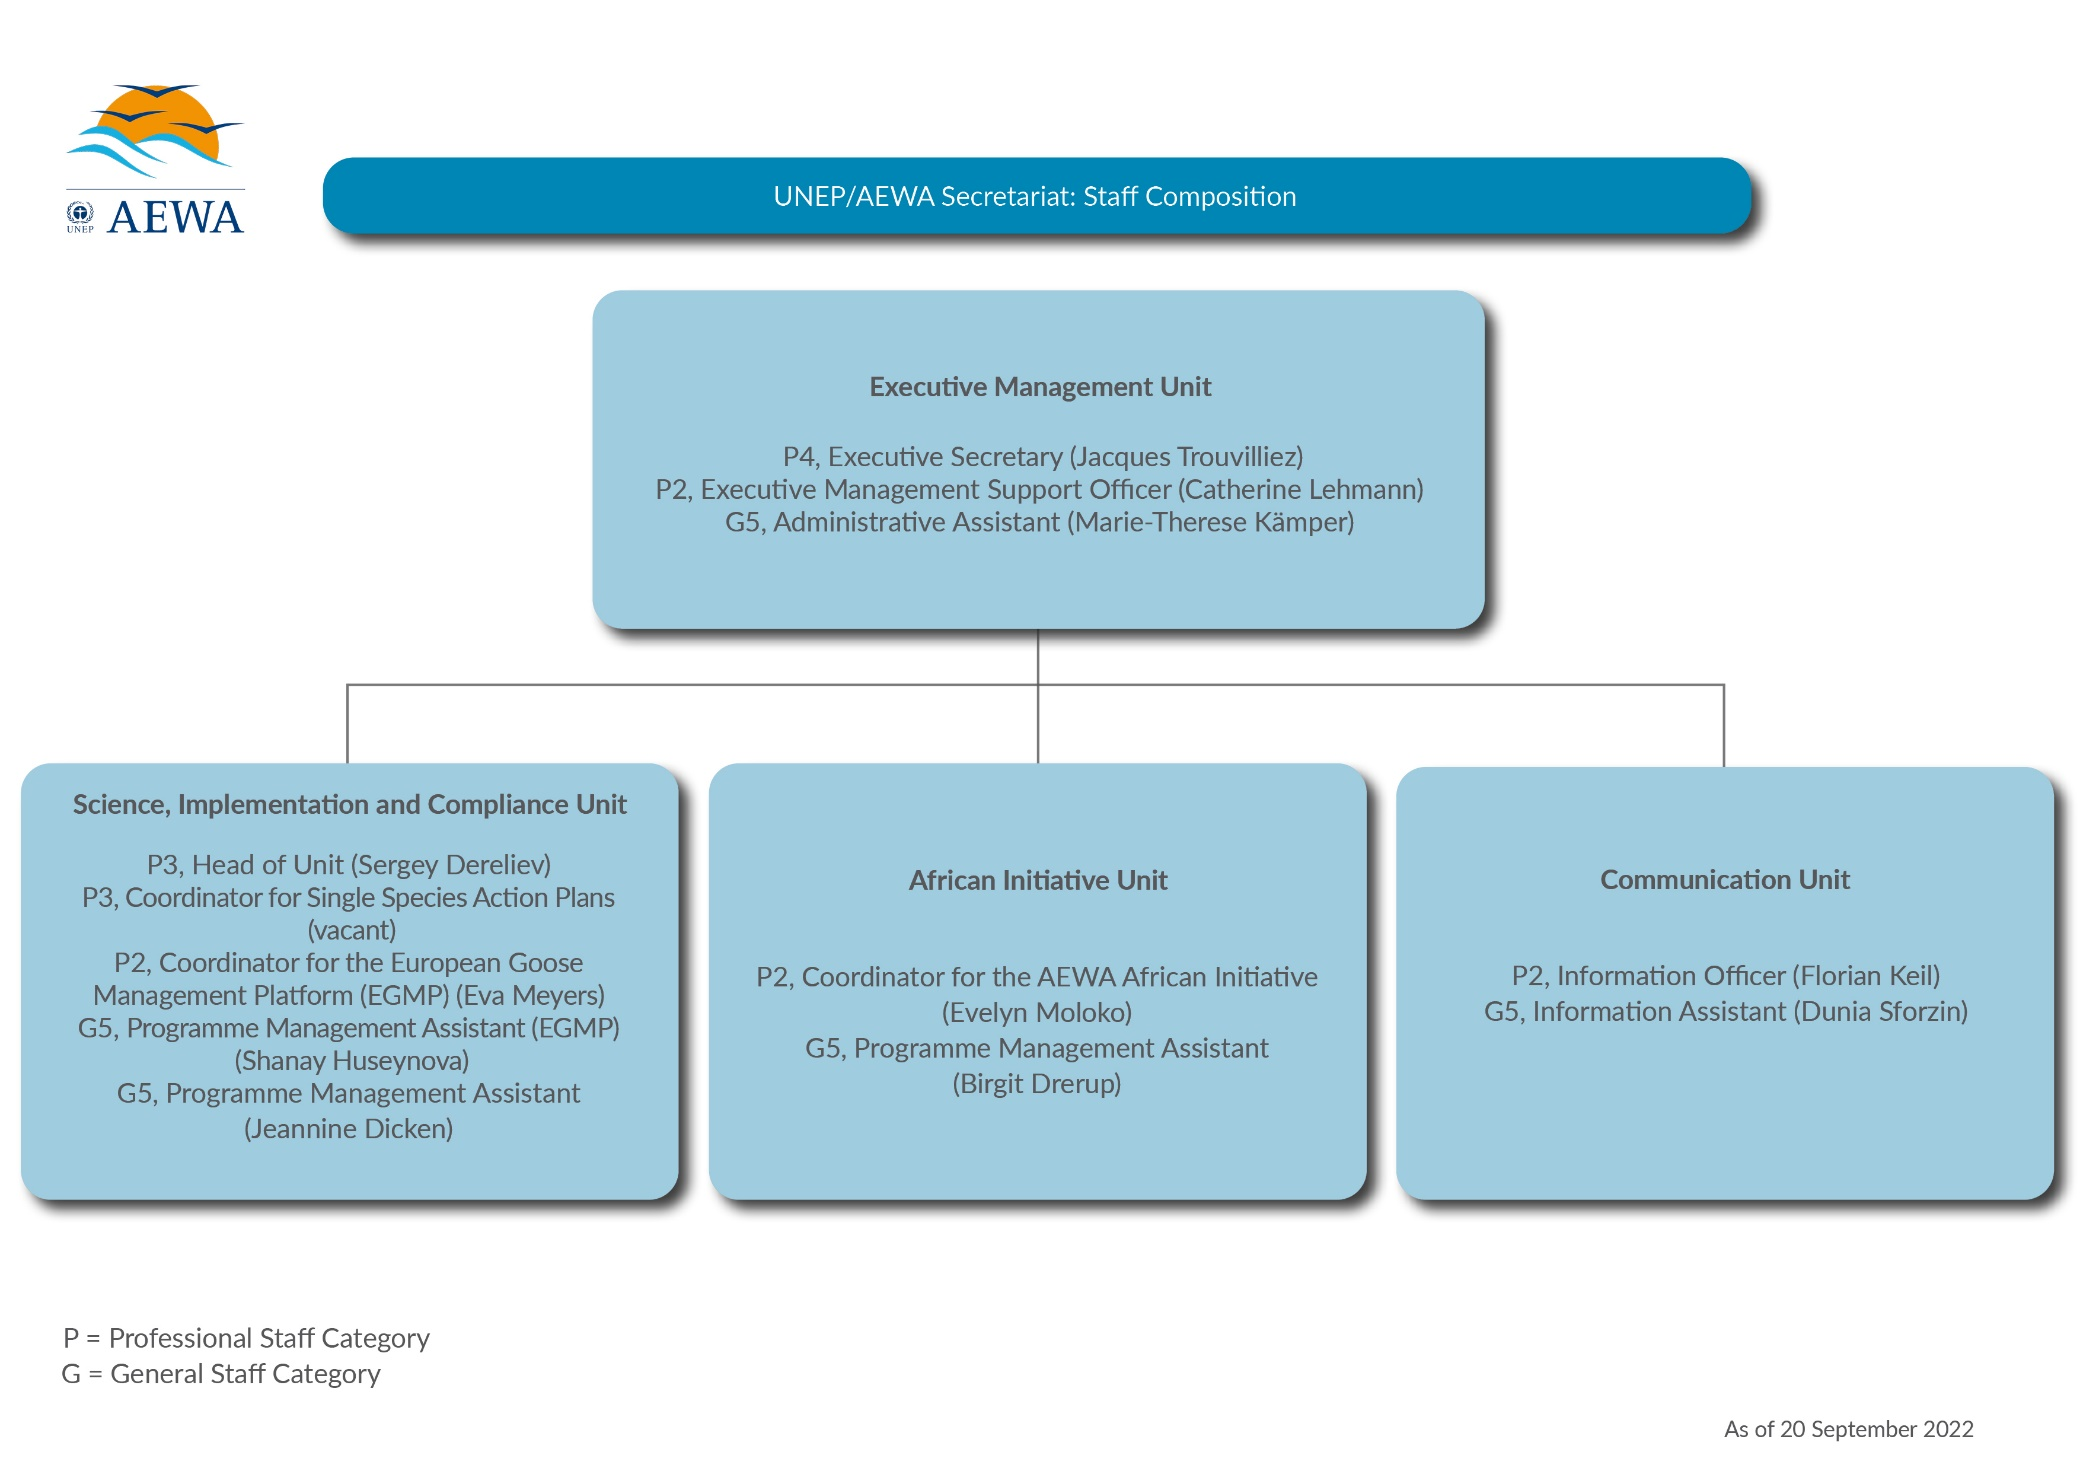 UNEP
AEWA
UNEP/AEWA Secretariat: Staff Composition
Executive Management Unit
P4, Executive Secretary (Jacques Trouvilliez)
P2, Executive Management Support Officer (Catherine Lehmann)
G5, Administrative Assistant (Marie-Therese Kämper)
Science, Implementation and Compliance Unit
P3, Head of Unit (Sergey Dereliev)
P3, Coordinator for Single Species Action Plans
(vacant)
P2, Coordinator for the European Goose
Management Platform (EGMP) (Eva Meyers)
G5, Programme Management Assistant (EGMP)
(Shanay Huseynova)
G5, Programme Management Assistant
(Jeannine Dicken)
African Initiative Unit
P2, Coordinator for the AEWA African Initiative
(Evelyn Moloko)
G5, Programme Management Assistant
(Birgit Drerup)
Communication Unit
P2, Information Officer (Florian Keil)
G5, Information Assistant (Dunia Sforzin)
P = Professional Staff Category
G = General Staff Category
As of 20 September 2022